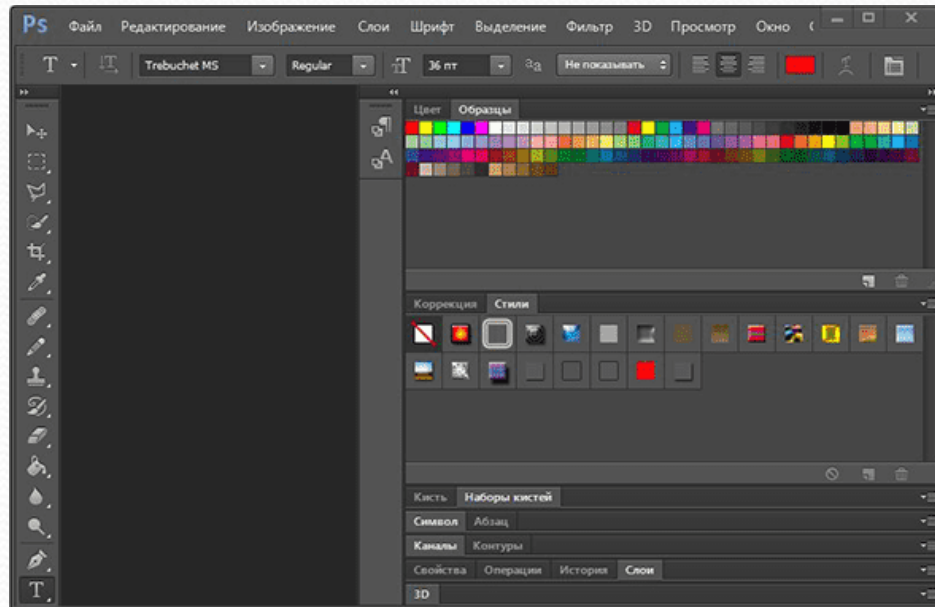 Ps Файл Редактирование Изображение Слои Шрифт Выделение Фильтр 3D Просмотр Окно
T Trebuchet MS Regular T 36 пт aa Не показывать
Цвет Образцы
A
Коррекция Стили
Кисть Наборы кистей
Символ Абзац
Каналы Контуры
Свойства Операции История Слои
T
3D